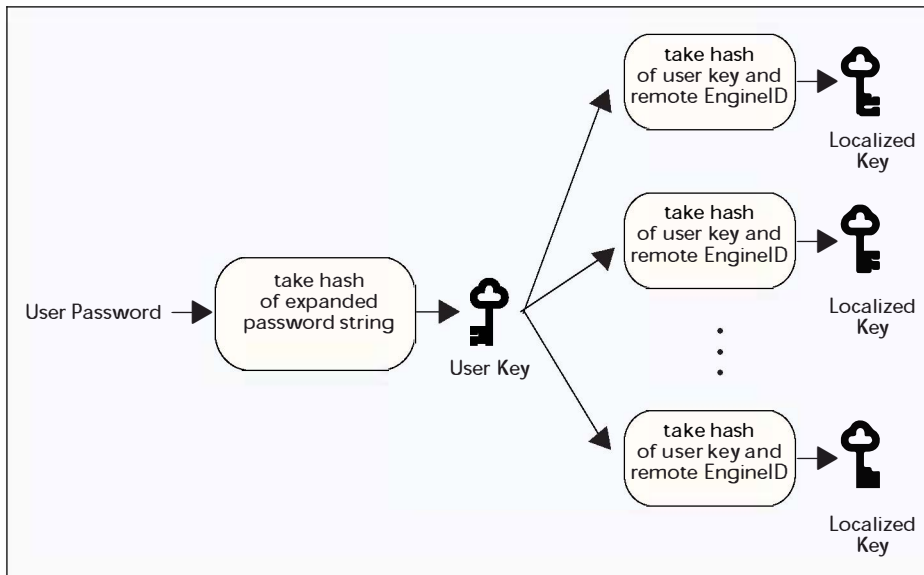 User Password
take hash
of expanded
password string
User Key
take hash
of user key and
remote EngineID
Localized
Key
take hash
of user key and
remote EngineID
Localized
Key
take hash
of user key and
remote EngineID
Localized
Key